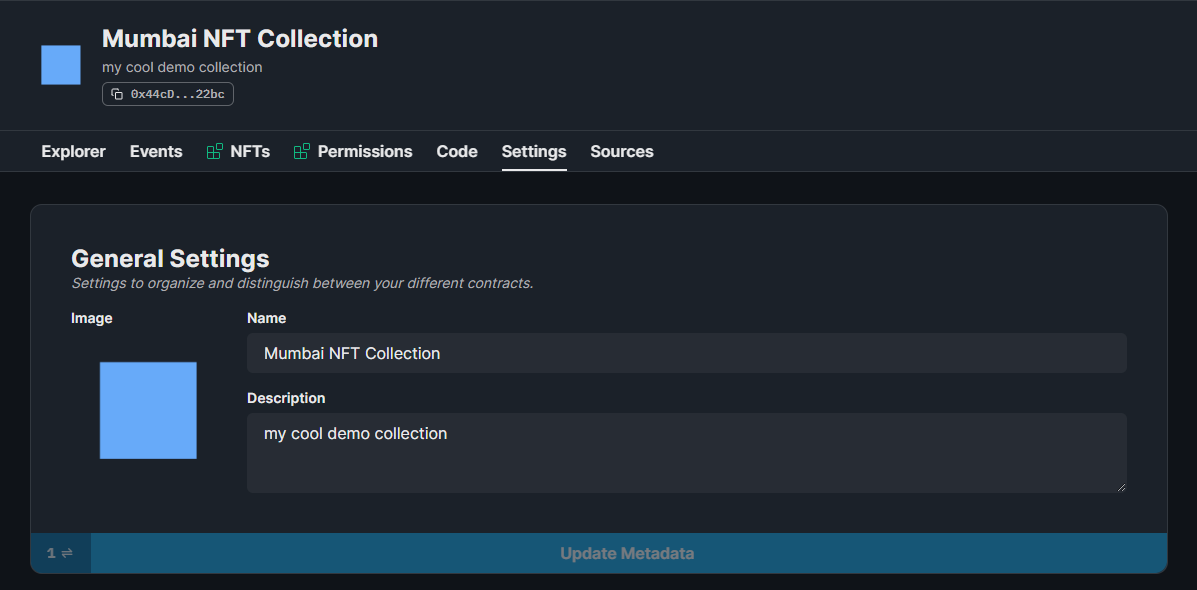 Mumbai NFT Collection
my cool demo collection
0x44cD...22bc
Explorer Events NFTs Permissions Code Settings Sources
General Settings
Settings to organize and distinguish between your different contracts.
Image
Name
Mumbai NFT Collection
Description
my cool demo collection
1 ⇌ Update Metadata